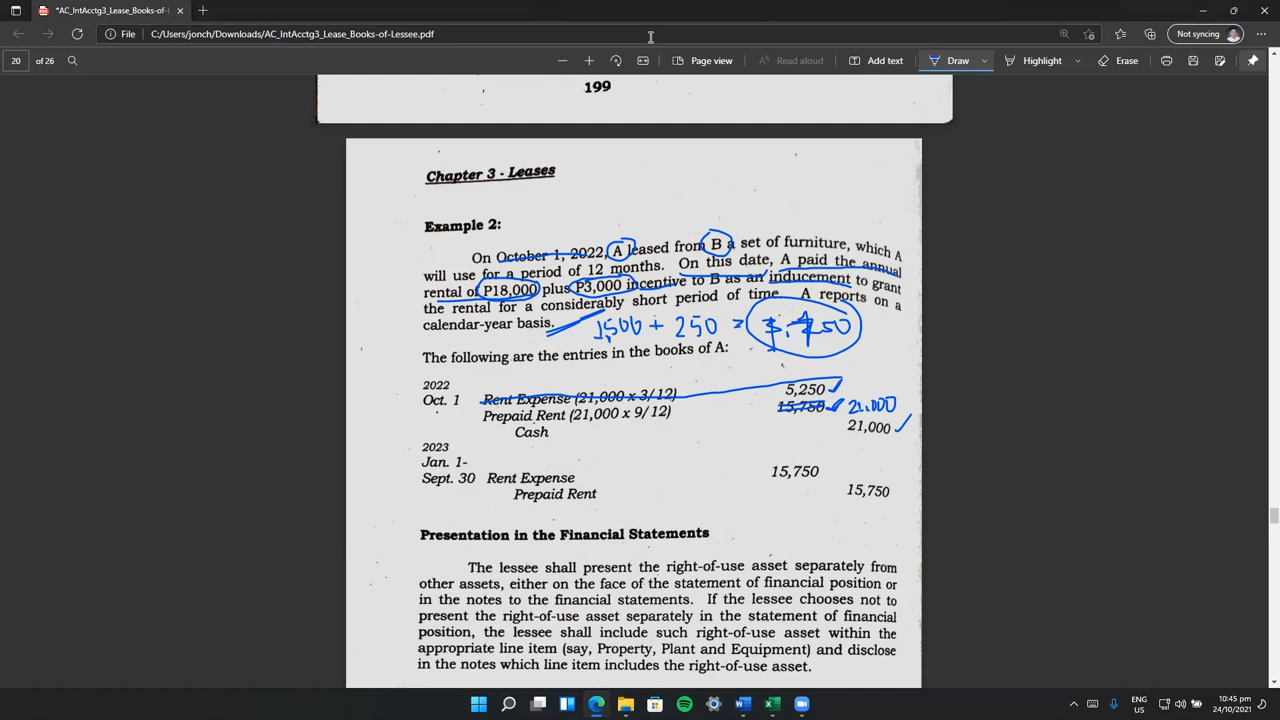 *AC_IntAcctg3_Lease_Books-of-L
File
C:/Users/jonch/Downloads/AC_IntAcctg3_Lease_Books-of-Lessee.pdf
Not syncing
20 of 26
Page view
Read aloud
Add text
Draw
Highlight
Erase
199
Chapter 3 - Leases
Example 2:
On October 1, 2022, A leased from B a set of furniture, which A
will use for a period of 12 months. On this date, A paid the annual
rental of P18,000 plus P3,000 incentive to B as an inducement to grant
the rental for a considerably short period of time. A reports on a
calendar-year basis.
1,500 + 250 =
The following are the entries in the books of A:
2022
Oct. 1 Rent Expense (21,000 x 3/12) 5,250
Prepaid Rent (21,000 x 9/12) 15,750 21,000
Cash 21,000
2023
Jan. 1-
Sept. 30 Rent Expense 15,750
Prepaid Rent 15,750
Presentation in the Financial Statements
The lessee shall present the right-of-use asset separately from
other assets, either on the face of the statement of financial position or
in the notes to the financial statements. If the lessee chooses not to
present the right-of-use asset separately in the statement of financial
position, the lessee shall include such right-of-use asset within the
appropriate line item (say, Property, Plant and Equipment) and disclose
in the notes which line item includes the right-of-use asset.
ENG
US
10:45 pm
24/10/2021